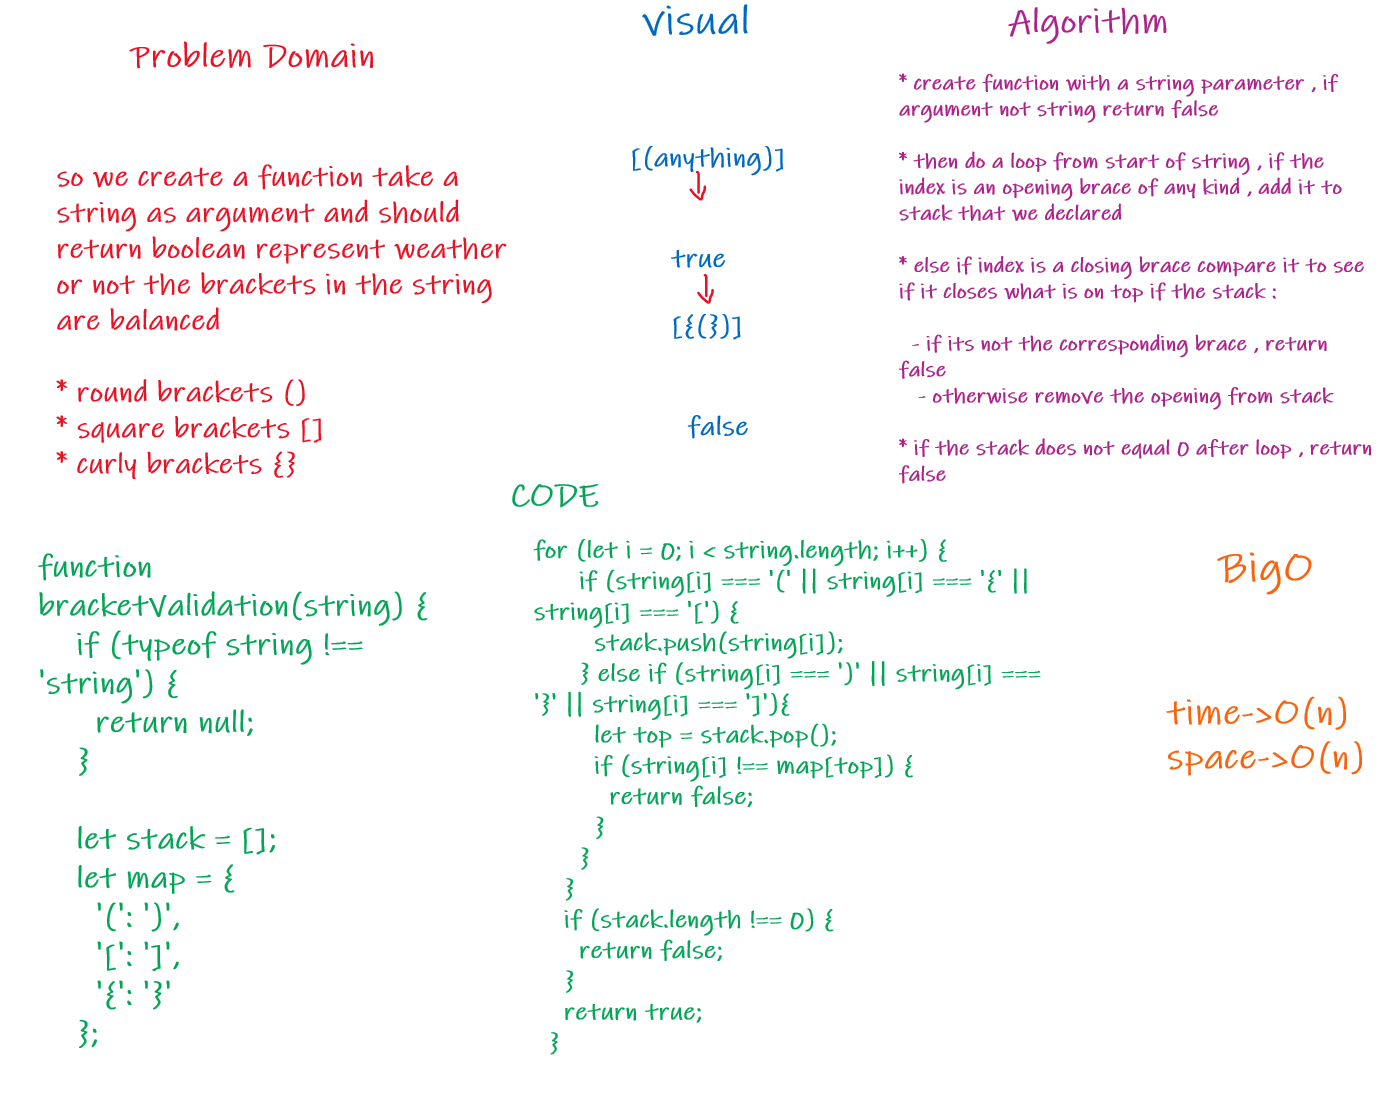 Problem Domain
so we create a function take a
string as argument and should
return boolean represent weather
or not the brackets in the string
are balanced
* round brackets ()
* square brackets []
* curly brackets {}
visual
[(anything)]
true
[{(})]
false
Algorithm
* create function with a string parameter , if
argument not string return false
* then do a loop from start of string , if the
index is an opening brace of any kind , add it to
stack that we declared
* else if index is a closing brace compare it to see
if it closes what is on top if the stack :
- if its not the corresponding brace , return
false
- otherwise remove the opening from stack
* if the stack does not equal 0 after loop , return
false
CODE
function
bracketValidation(string) {
if (typeof string !==
'string') {
return null;
}
let stack = [];
let map = {
'(': ')',
'[': ']',
'{': '}'
};
for (let i = 0; i < string.length; i++) {
if (string[i] === '(' || string[i] === '{' ||
string[i] === '[') {
stack.push(string[i]);
} else if (string[i] === ')' || string[i] ===
'}' || string[i] === ']'){
let top = stack.pop();
if (string[i] !== map[top]) {
return false;
}
}
}
if (stack.length !== 0) {
return false;
}
return true;
}
BigO
time->O(n)
space->O(n)